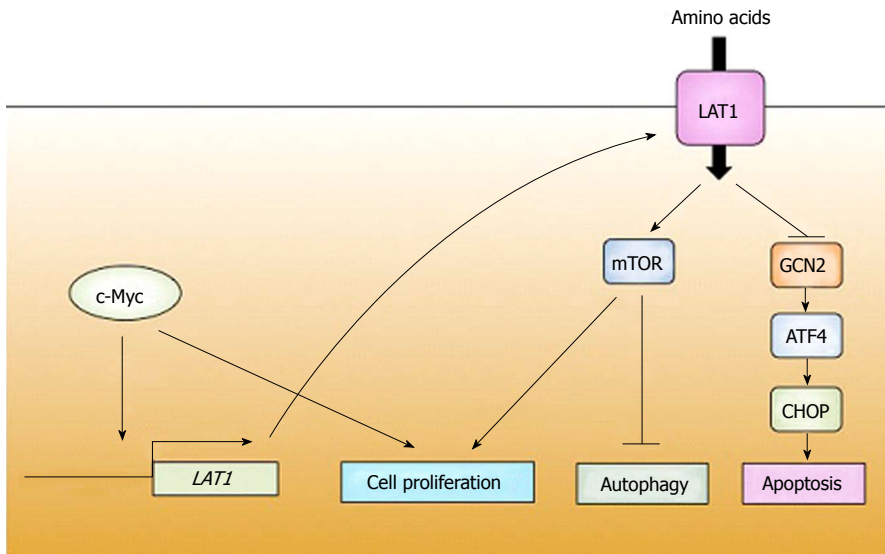 Amino acids
LAT1
mTOR
GCN2
c-Myc
ATF4
CHOP
LAT1
Cell proliferation
Autophagy
Apoptosis